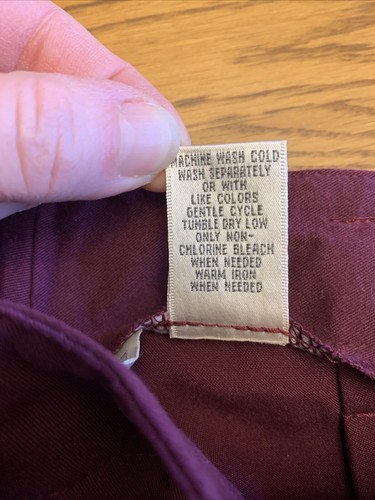 MACHINE WASH COLD
WASH SEPARATELY
OR WITH
LIKE COLORS
GENTLE CYCLE
TUMBLE DRY LOW
ONLY NON-
CHLORINE BLEACH
WHEN NEEDED
WARM IRON
WHEN NEEDED